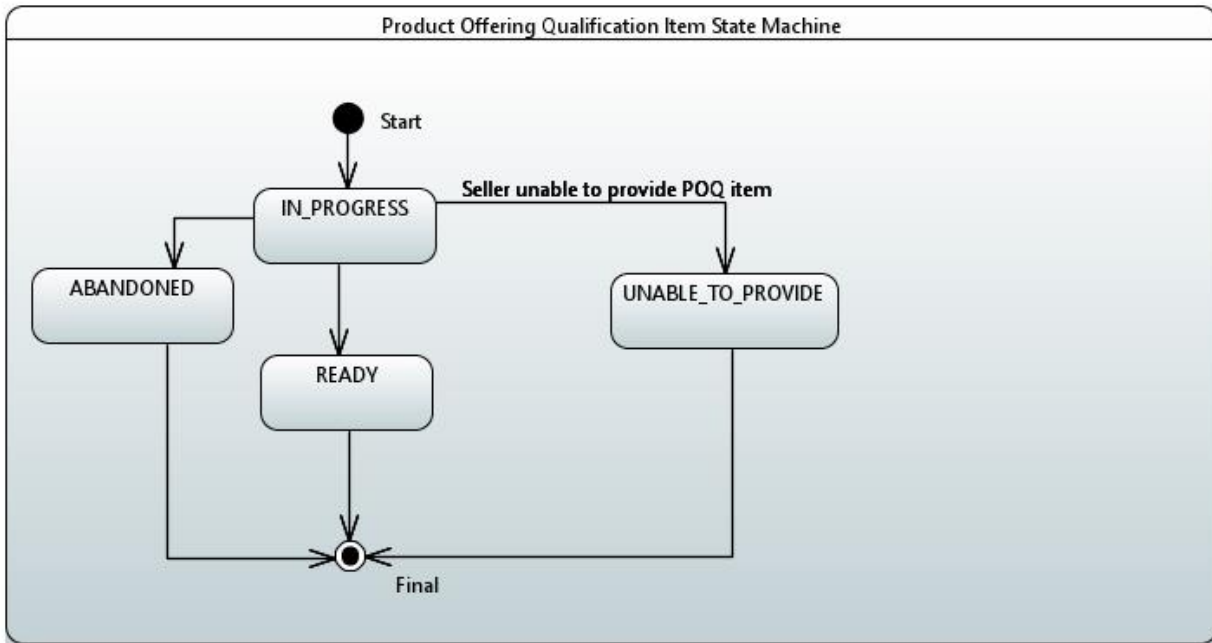 Product Offering Qualification Item State Machine
Start
Seller unable to provide POQ item
IN_PROGRESS
ABANDONED
UNABLE_TO_PROVIDE
READY
Final